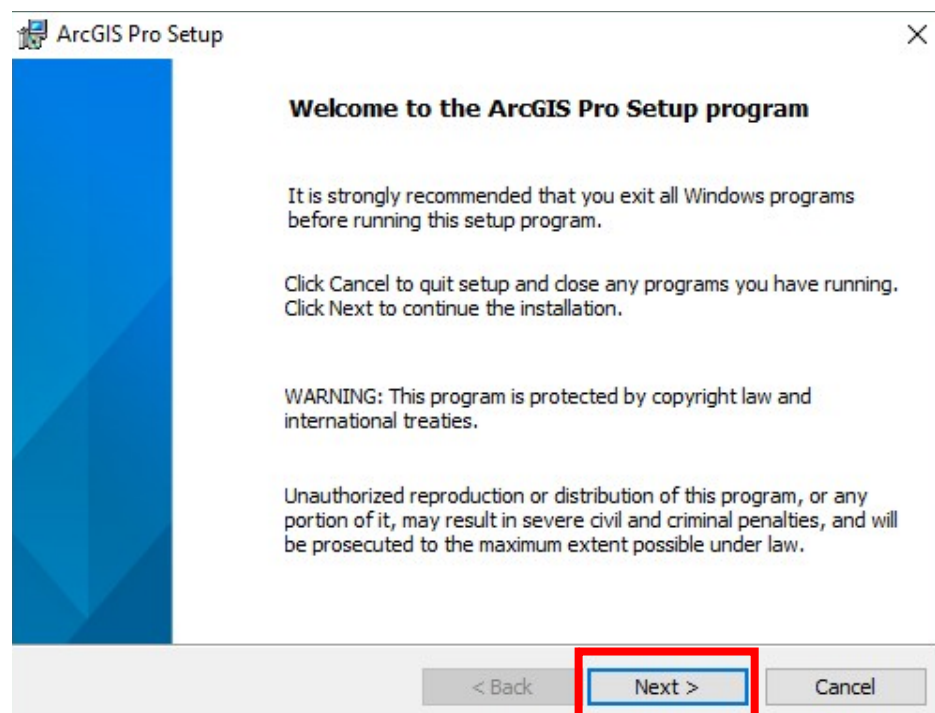 ArcGIS Pro Setup
Welcome to the ArcGIS Pro Setup program
It is strongly recommended that you exit all Windows programs
before running this setup program.
Click Cancel to quit setup and close any programs you have running.
Click Next to continue the installation.
WARNING: This program is protected by copyright law and
international treaties.
Unauthorized reproduction or distribution of this program, or any
portion of it, may result in severe civil and criminal penalties, and will
be prosecuted to the maximum extent possible under law.
< Back Next > Cancel